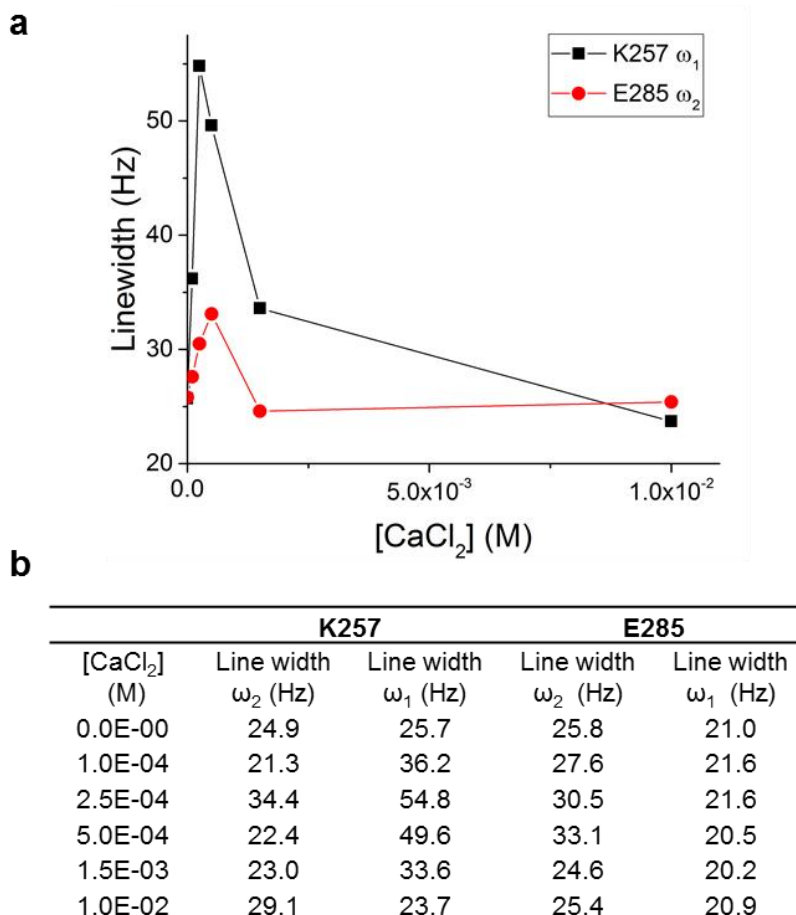 a
K257 ω₁
E285 ω₂
50
40
30
20
Linewidth (Hz)
0.0
5.0x10⁻³
1.0x10⁻²
[CaCl₂] (M)
b
K257 E285
[CaCl₂] Line width Line width Line width Line width
(M) ω₂ (Hz) ω₁ (Hz) ω₂ (Hz) ω₁ (Hz)
0.0E-00 24.9 25.7 25.8 21.0
1.0E-04 21.3 36.2 27.6 21.6
2.5E-04 34.4 54.8 30.5 21.6
5.0E-04 22.4 49.6 33.1 20.5
1.5E-03 23.0 33.6 24.6 20.2
1.0E-02 29.1 23.7 25.4 20.9